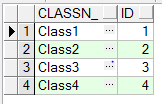 CLASSN_ ID
1 Class1 ... 1
2 Class2 ... 2
3 Class3 ... 3
4 Class4 ... 4